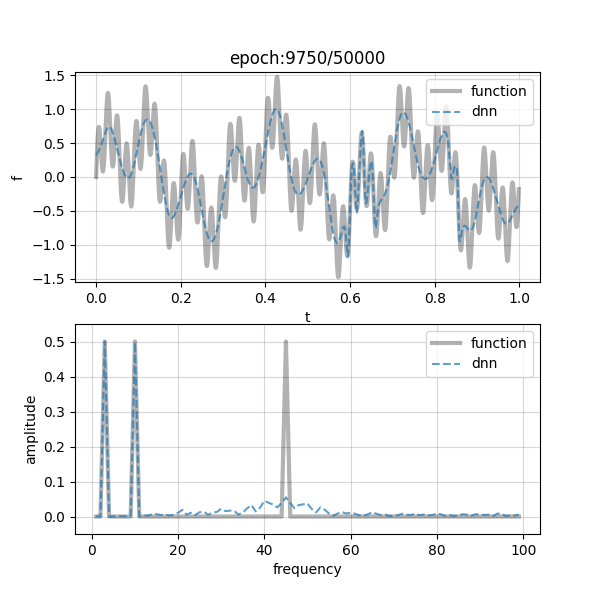 epoch:9750/50000
1.5
1.0
0.5
0.0
−0.5
−1.0
−1.5
f
function
dnn
0.0 0.2 0.4 0.6 0.8 1.0
t
0.5
0.4
0.3
0.2
0.1
0.0
amplitude
function
dnn
0 20 40 60 80 100
frequency